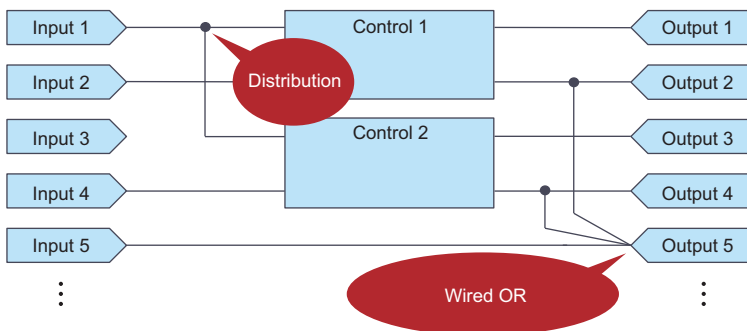 Input 1
Control 1
Output 1
Input 2
Distribution
Output 2
Input 3
Control 2
Output 3
Input 4
Output 4
Input 5
Output 5
Wired OR